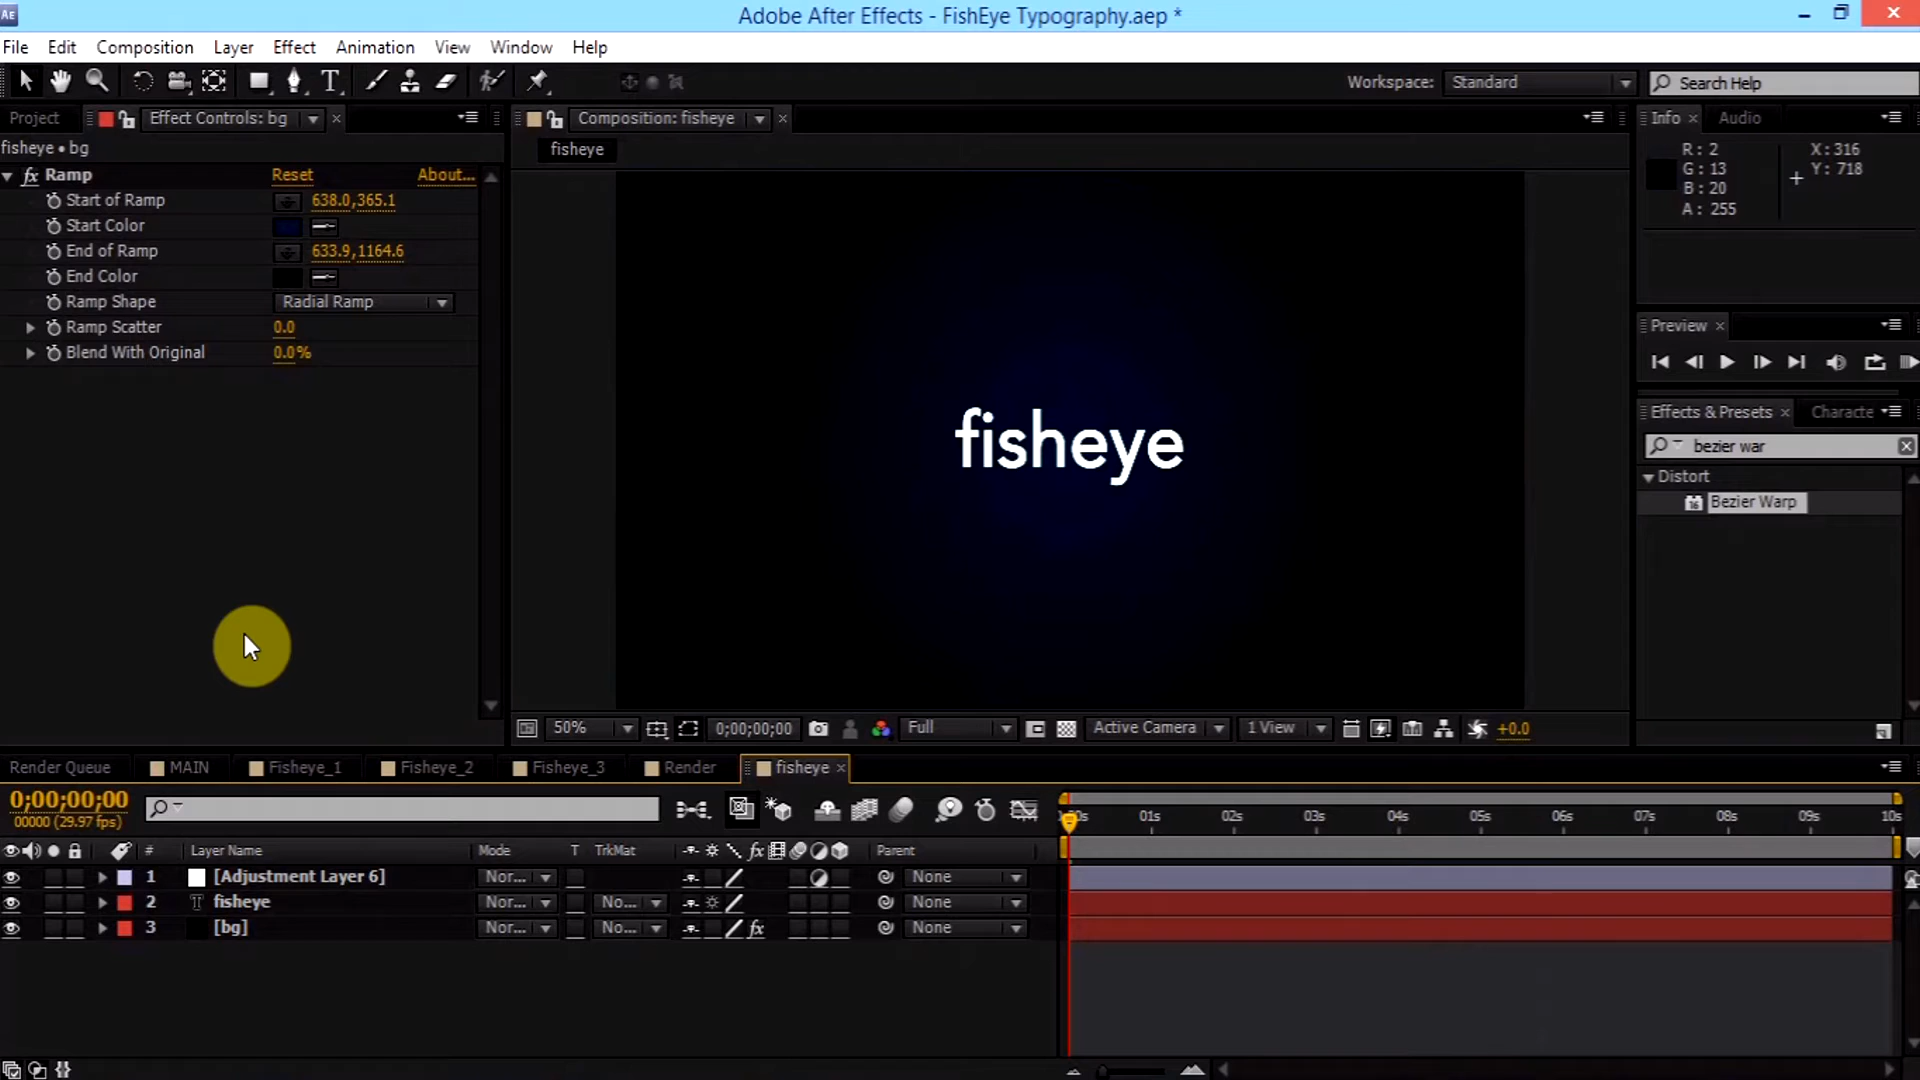 Ae
Adobe After Effects - FishEye Typography.aep *
File Edit Composition Layer Effect Animation View Window Help
T
Workspace: Standard
Search Help
Project
Effect Controls: bg
Composition: fisheye
Info
Audio
fisheye • bg
fisheye
R: 2
G: 13
B: 20
A: 255
X: 316
Y: 718
fx Ramp Reset About...
Start of Ramp 638.0,365.1
Start Color
End of Ramp 633.9,1164.6
End Color
Ramp Shape Radial Ramp
Ramp Scatter 0.0
Blend With Original 0.0%
Preview
Effects & Presets
Characte
bezier war
Distort
16 Bezier Warp
fisheye
50%
0;00;00;00
Full
Active Camera
1 View
+0.0
Render Queue MAIN Fisheye_1 Fisheye_2 Fisheye_3 Render fisheye
0;00;00;00
00000 (29.97 fps)
01s 02s 03s 04s 05s 06s 07s 08s 09s 10s
# Layer Name Mode T TrkMat fx Parent
1 [Adjustment Layer 6] Nor... None
2 T fisheye Nor... No... None
3 [bg] Nor... No... fx None